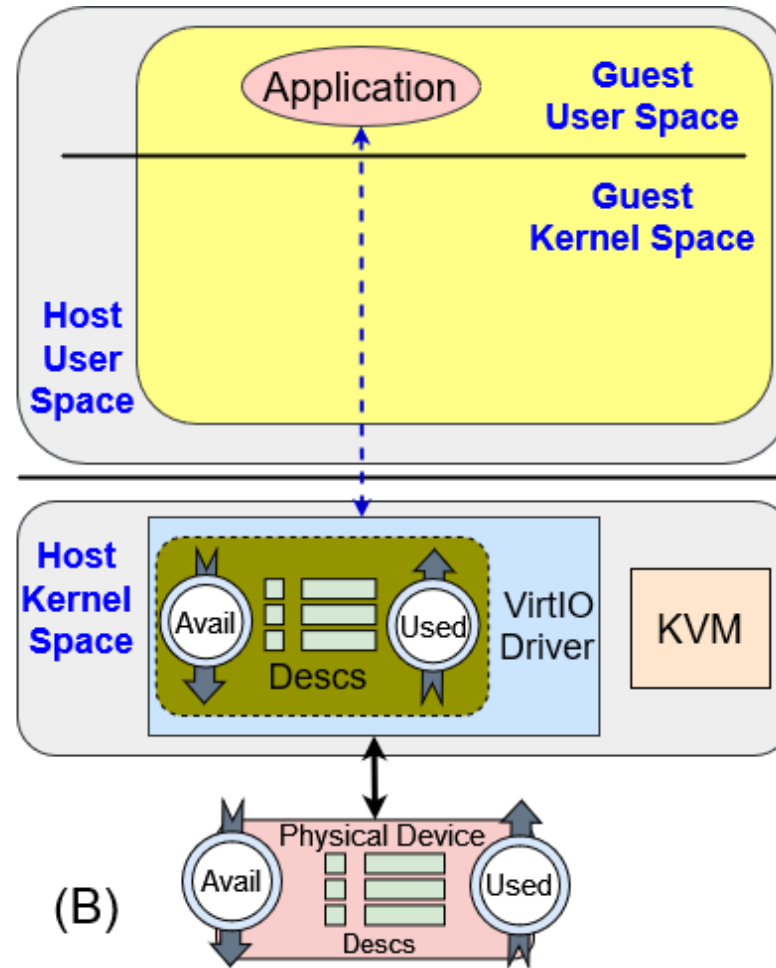 Application
Guest
User Space
Guest
Kernel Space
Host
User
Space
Host
Kernel
Space
Avail
Descs
Used
VirtIO
Driver
KVM
Physical Device
Avail
Used
Descs
(B)